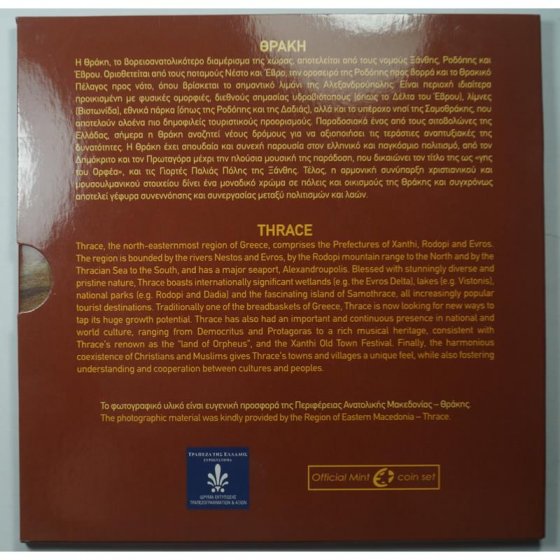 ΘΡΑΚΗ
Η Θράκη, το βορειοανατολικότερο διαμέρισμα της χώρας, αποτελείται από τους νομούς Ξάνθης, Ροδόπης και
Έβρου. Οριοθετείται από τους ποταμούς Νέστο και Έβρο, την οροσειρά της Ροδόπης προς βορρά και το Θρακικό
Πέλαγος προς νότο, όπου βρίσκεται το σημαντικό λιμάνι της Αλεξανδρούπολης. Είναι περιοχή ιδιαίτερα
προικισμένη με φυσικές ομορφιές, διεθνούς σημασίας υδροβιότοπους (όπως το Δέλτα του Έβρου), λίμνες
(Βιστωνίδα), εθνικά πάρκα (όπως της Ροδόπης και της Δαδιάς), αλλά και το υπέροχο νησί της Σαμοθράκης, που
αποτελούν ολοένα πιο δημοφιλείς τουριστικούς προορισμούς. Παραδοσιακά ένας από τους σιτοβολώνες της
Ελλάδας, σήμερα η Θράκη αναζητεί νέους δρόμους για να αξιοποιήσει τις τεράστιες αναπτυξιακές της
δυνατότητες. Η Θράκη έχει σπουδαία και συνεχή παρουσία στον ελληνικό και παγκόσμιο πολιτισμό, από τον
Δημόκριτο και τον Πρωταγόρα μέχρι την πλούσια μουσική της παράδοση, που δικαιώνει τον τίτλο της ως «γης
του Ορφέα», και τις Γιορτές Παλιάς Πόλης της Ξάνθης. Τέλος, η αρμονική συνύπαρξη χριστιανικού και
μουσουλμανικού στοιχείου δίνει ένα μοναδικό χρώμα σε πόλεις και οικισμούς της Θράκης και συγχρόνως
αποτελεί γέφυρα συνεννόησης και συνεργασίας μεταξύ πολιτισμών και λαών.
THRACE
Thrace, the north-easternmost region of Greece, comprises the Prefectures of Xanthi, Rodopi and Evros.
The region is bounded by the rivers Nestos and Evros, by the Rodopi mountain range to the North and by the
Thracian Sea to the South, and has a major seaport, Alexandroupolis. Blessed with stunningly diverse and
pristine nature, Thrace boasts internationally significant wetlands (e.g. the Evros Delta), lakes (e.g. Vistonis),
national parks (e.g. Rodopi and Dadia) and the fascinating island of Samothrace, all increasingly popular
tourist destinations. Traditionally one of the breadbaskets of Greece, Thrace is now looking for new ways to
tap its huge growth potential. Thrace has also had an important and continuous presence in national and
world culture, ranging from Democritus and Protagoras to a rich musical heritage, consistent with
Thrace's renown as the "land of Orpheus", and the Xanthi Old Town Festival. Finally, the harmonious
coexistence of Christians and Muslims gives Thrace's towns and villages a unique feel, while also fostering
understanding and cooperation between cultures and peoples.
Το φωτογραφικό υλικό είναι ευγενική προσφορά της Περιφέρειας Ανατολικής Μακεδονίας – Θράκης.
The photographic material was kindly provided by the Region of Eastern Macedonia – Thrace.
ΤΡΑΠΕΖΑ ΤΗΣ ΕΛΛΑΔΟΣ
ΕΥΡΩΣΥΣΤΗΜΑ
ΙΔΡΥΜΑ ΕΚΤΥΠΩΣΕΩΣ
ΤΡΑΠΕΖΟΓΡΑΜΜΑΤΙΩΝ & ΑΞΙΩΝ
Official Mint coin set